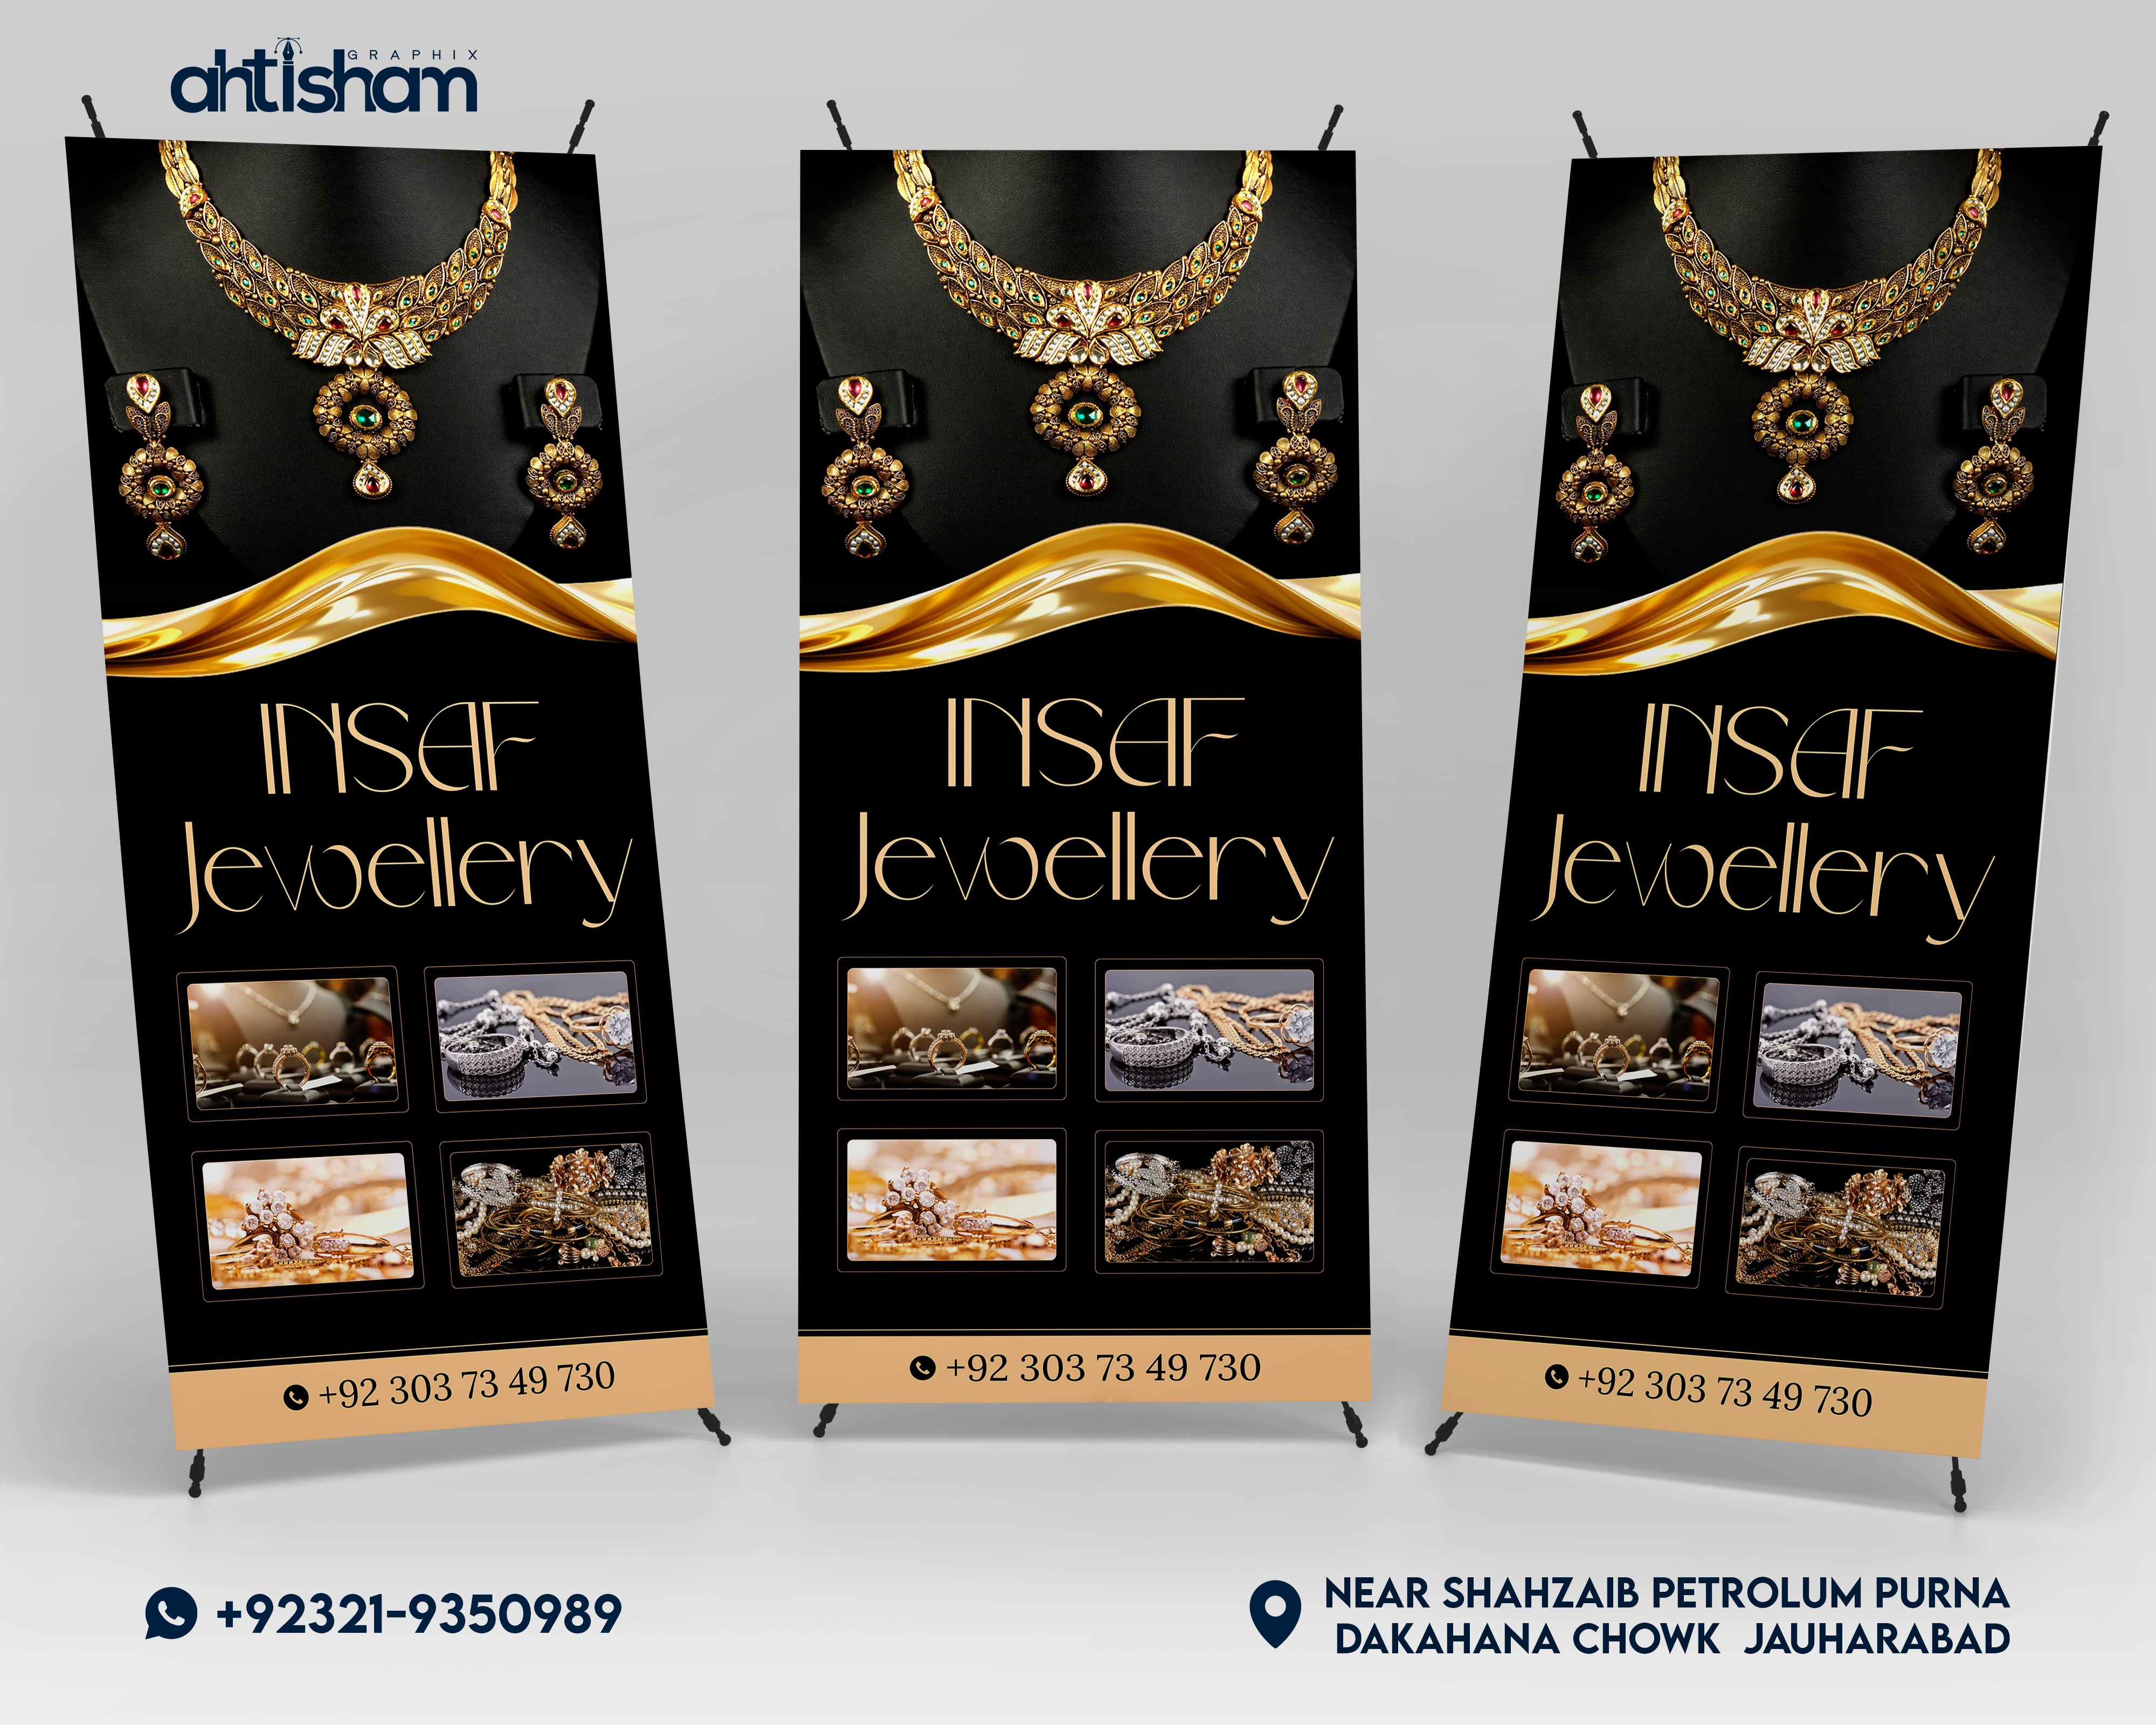 GRAPHIX
ahtisham
INSAF
Jewellery
+92 303 73 49 730
INSAF
Jewellery
+92 303 73 49 730
INSAF
Jewellery
+92 303 73 49 730
+92321-9350989
NEAR SHAHZAIB PETROLUM PURNA
DAKAHANA CHOWK JAUHARABAD